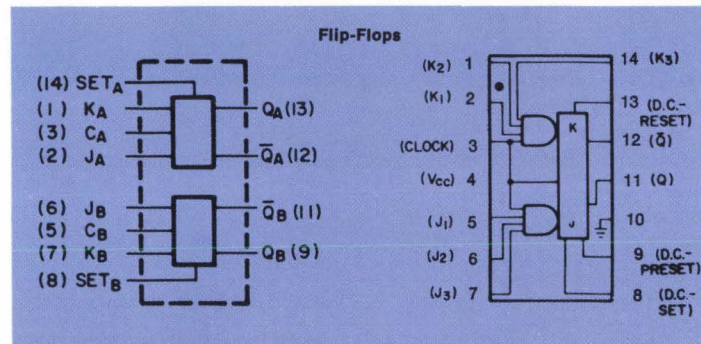 Flip-Flops
(14) SETA
(1) KA
(3) CA
(2) JA
QA (13)
Q̄A (12)
(6) JB
(5) CB
(7) KB
(8) SETB
Q̄B (11)
QB (9)
(K2) 1
(K1) 2
(CLOCK) 3
(VCC) 4
(J1) 5
(J2) 6
(J3) 7
K
J
14 (K3)
13 (D.C.-
RESET)
12 (Q̄)
11 (Q)
10
9 (D.C.-
PRESET)
8 (D.C.-
SET)